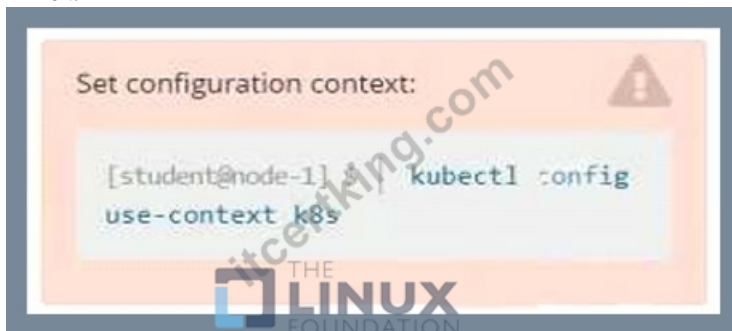 Set configuration context:
[student@node-1] $ | kubectl config
use-context k8s
itcertking.com
THE
LINUX
FOUNDATION